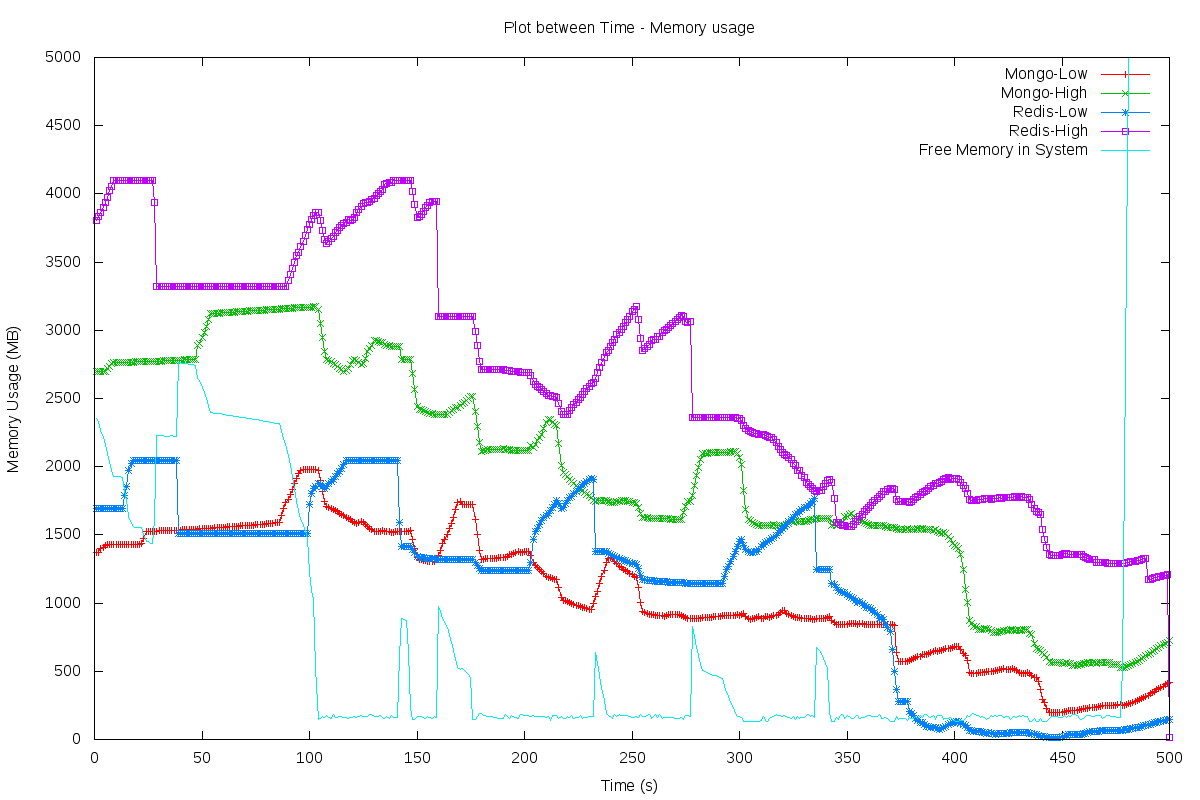 Plot between Time - Memory usage
Memory Usage (MB)
5000
4500
4000
3500
3000
2500
2000
1500
1000
500
0
Mongo-Low
Mongo-High
Redis-Low
Redis-High
Free Memory in System
0 50 100 150 200 250 300 350 400 450 500
Time (s)